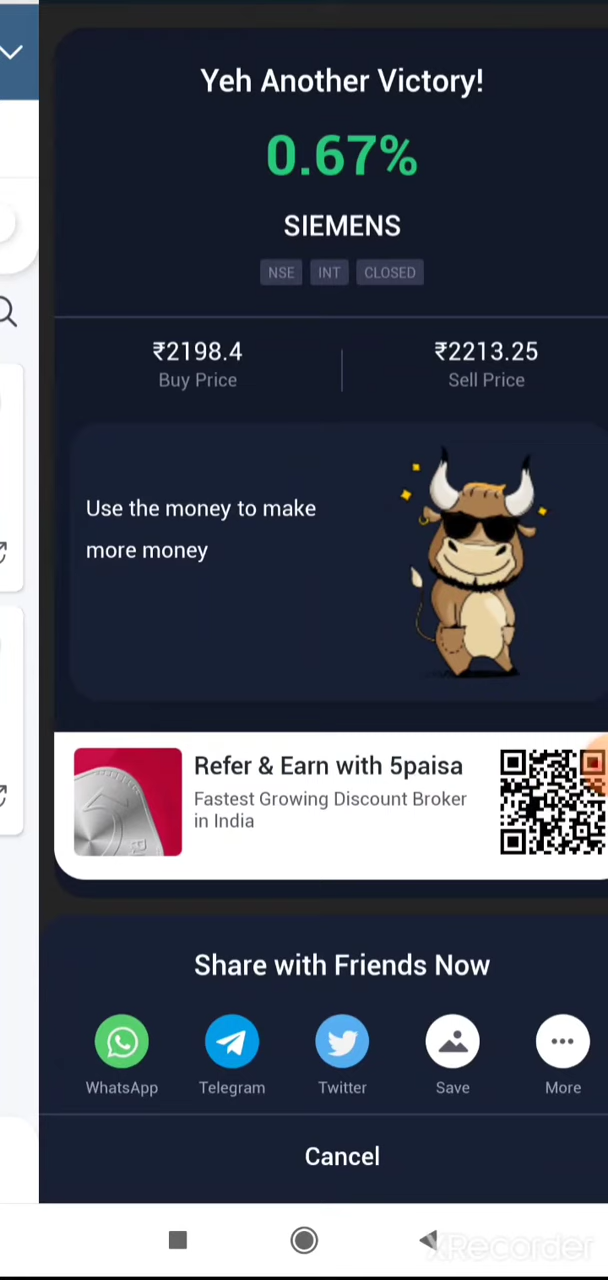 Yeh Another Victory!
0.67%
SIEMENS
NSE INT CLOSED
₹2198.4 ₹2213.25
Buy Price Sell Price
Use the money to make
more money
Refer & Earn with 5paisa
Fastest Growing Discount Broker
in India
Share with Friends Now
WhatsApp Telegram Twitter Save More
Cancel
XRecorder